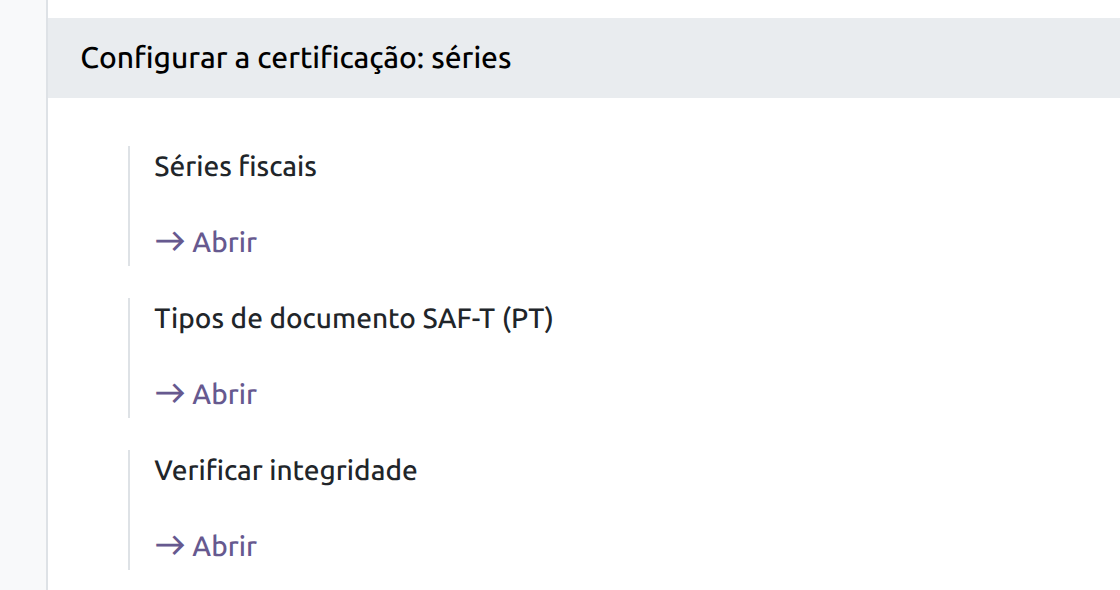 Configurar a certificação: séries
Séries fiscais
→ Abrir
Tipos de documento SAF-T (PT)
→ Abrir
Verificar integridade
→ Abrir